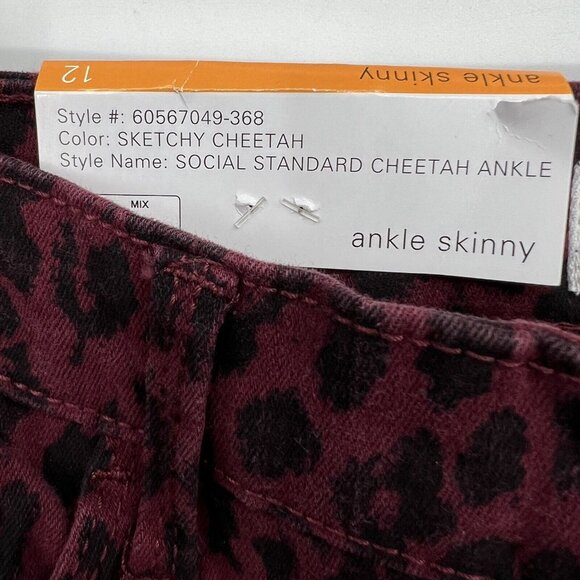 12 ankle skinny
Style #: 60567049-368
Color: SKETCHY CHEETAH
Style Name: SOCIAL STANDARD CHEETAH ANKLE
MIX
ankle skinny